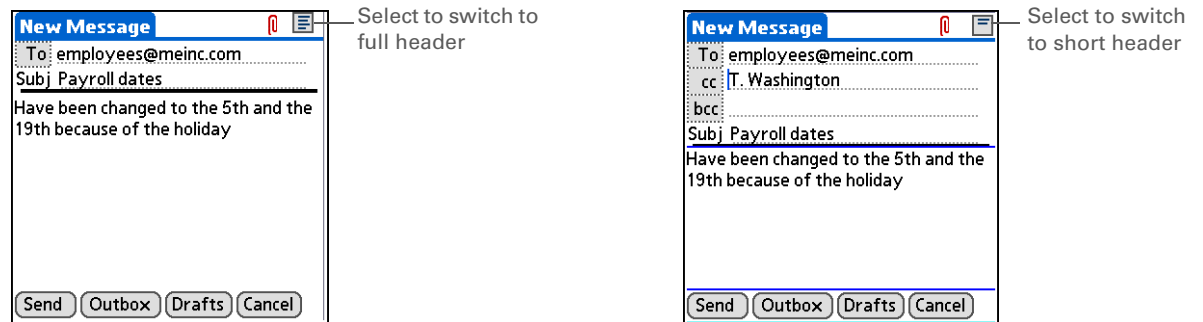 New Message
To employees@meinc.com
Subj Payroll dates
Have been changed to the 5th and the
19th because of the holiday
Send Outbox Drafts Cancel
Select to switch to
full header
New Message
To employees@meinc.com
cc T. Washington
bcc
Subj Payroll dates
Have been changed to the 5th and the
19th because of the holiday
Send Outbox Drafts Cancel
Select to switch
to short header